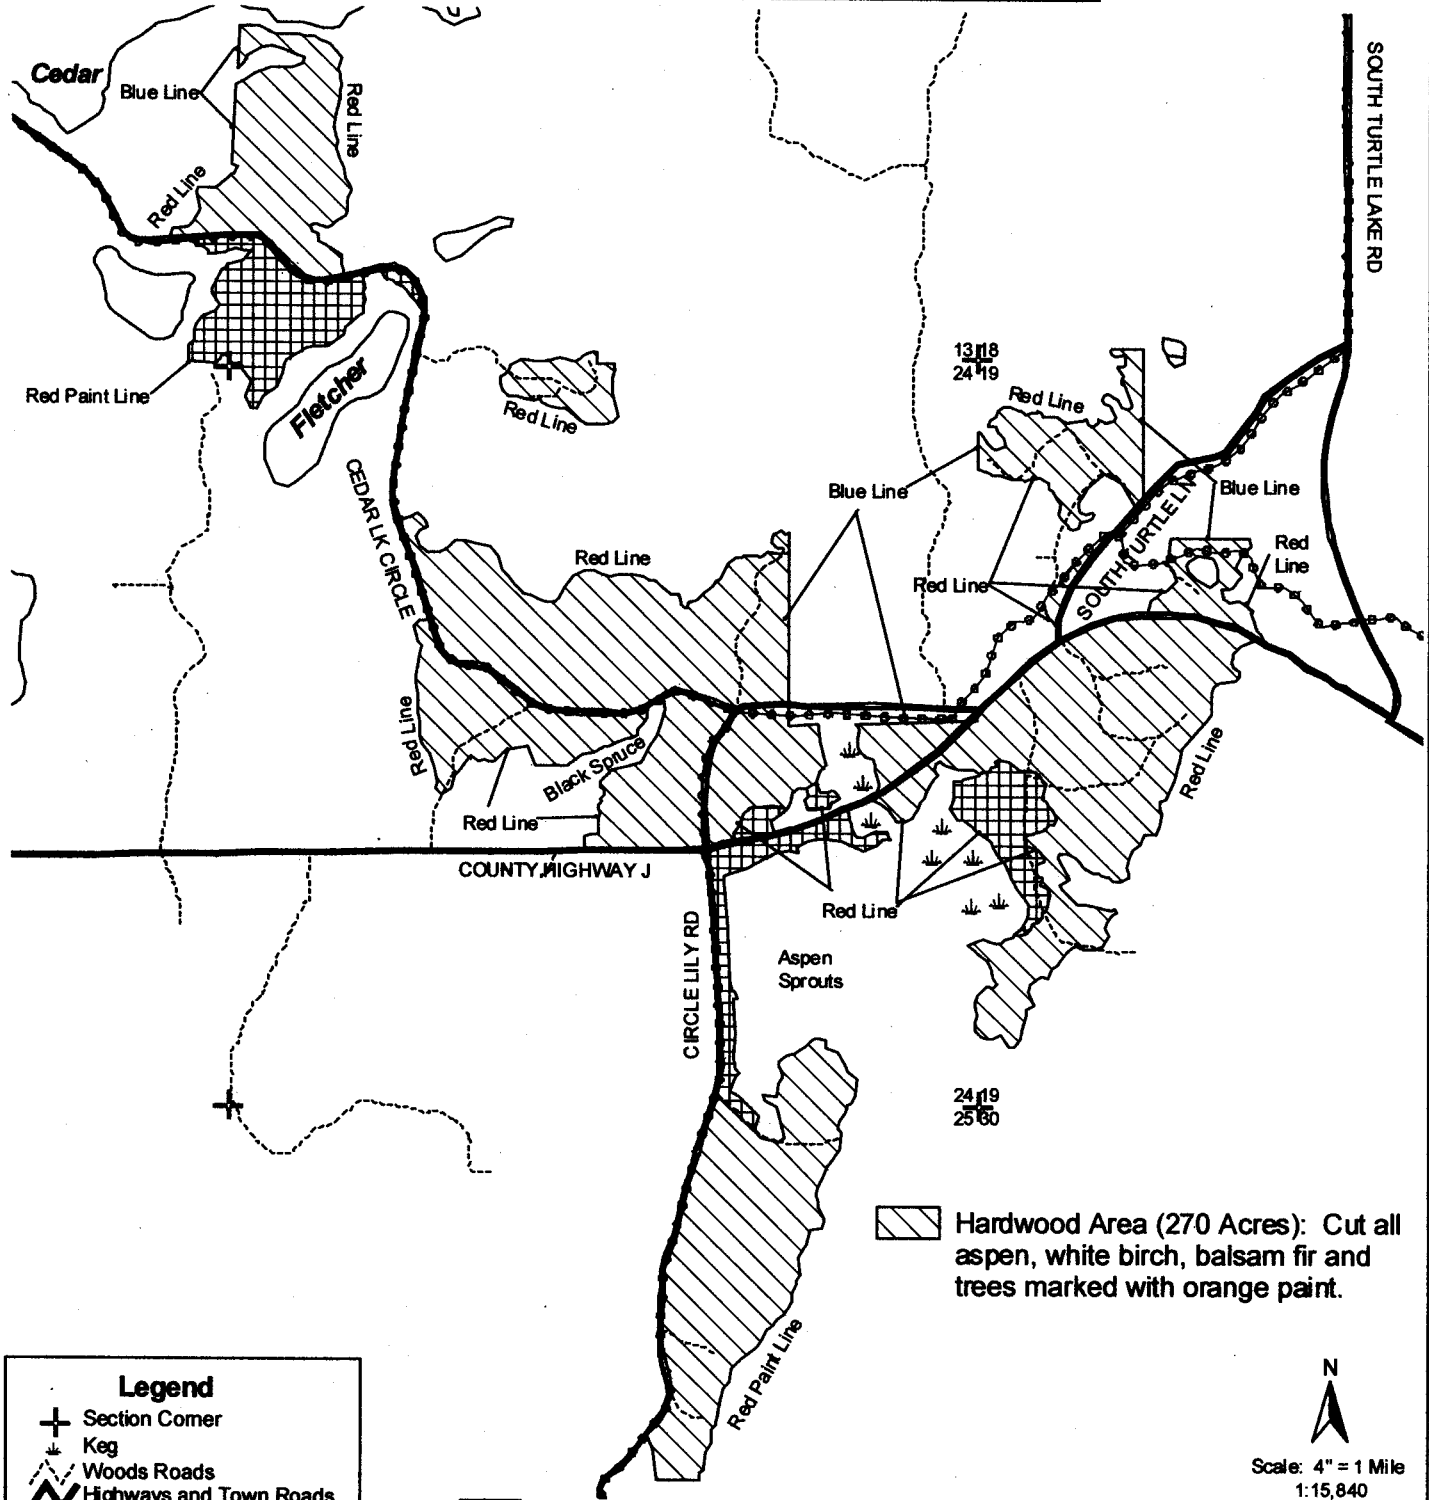 Cedar
Blue Line
Red Line
Red Line
SOUTH TURTLE LAKE RD
Red Paint Line
Fletcher
Red Line
13 18
24 19
Red Line
CEDAR LK CIRCLE
Blue Line
Blue Line
SOUTH TURTLE LN
Red Line
Red
Line
Red Line
Red Line
Red Line
Black Spruce
Red Line
COUNTY HIGHWAY J
Red Line
CIRCLE LILY RD
Aspen
Sprouts
24 19
25 30
Hardwood Area (270 Acres): Cut all
aspen, white birch, balsam fir and
trees marked with orange paint.
Red Paint Line
Legend
Section Corner
Keg
Woods Roads
Highways and Town Roads
N
Scale: 4" = 1 Mile
1:15,840